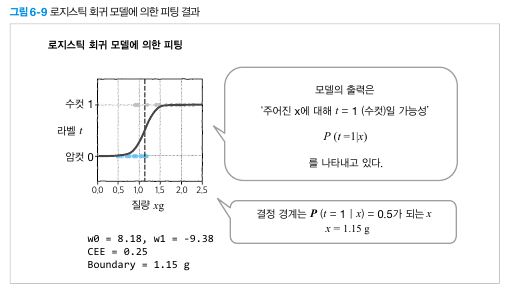 그림 6-9 로지스틱 회귀 모델에 의한 피팅 결과
로지스틱 회귀 모델에 의한 피팅
수컷 1
라벨 t
암컷 0
0.0 0.5 1.0 1.5 2.0 2.5
질량 xg
w0 = 8.18, w1 = -9.38
CEE = 0.25
Boundary = 1.15 g
모델의 출력은
‘주어진 x에 대해 t = 1 (수컷)일 가능성’
P (t =1|x)
를 나타내고 있다.
결정 경계는 P (t = 1 | x) = 0.5가 되는 x
x = 1.15 g